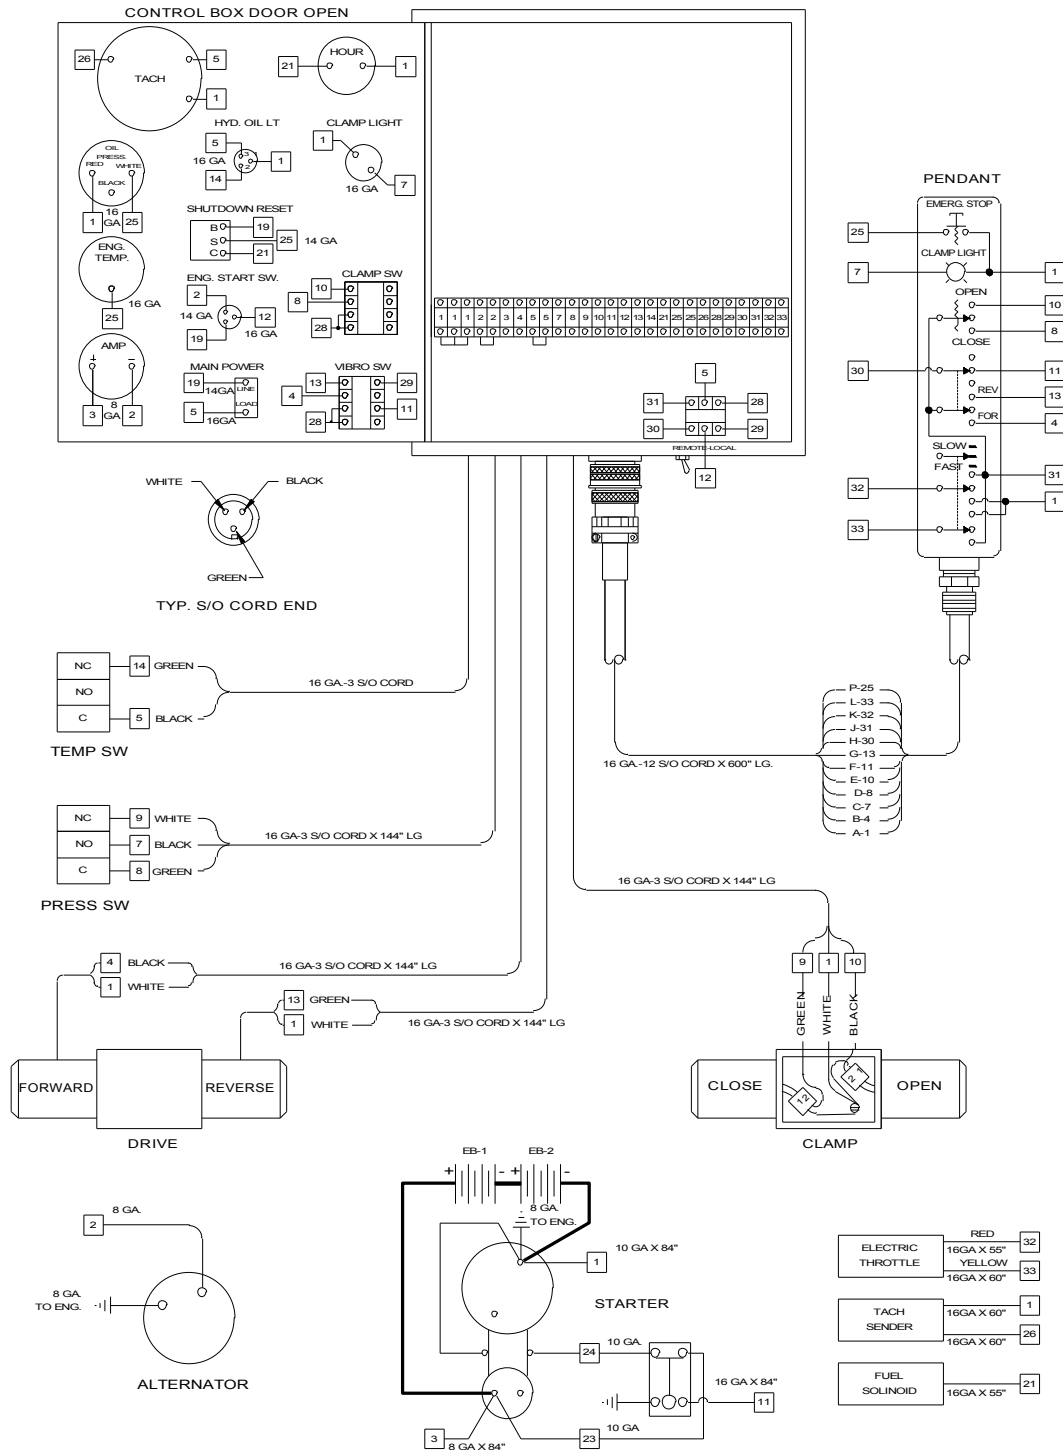 CONTROL BOX DOOR OPEN
26
5
1
TACH
HOUR
21
1
HYD. OIL LT
5
16 GA
3
1
2
14
1
CLAMP LIGHT
1
16 GA
7
OIL
PRESS.
RED WHITE
BLACK
16
GA
1
25
SHUTDOWN RESET
B
19
S
25
14 GA
C
21
ENG.
TEMP.
16 GA
25
ENG. START SW.
2
14 GA
12
16 GA
19
CLAMP SW
10
8
28
AMP
+
−
8
GA
3
2
MAIN POWER
19
14GA
LINE
LOAD
5
16GA
VIBRO SW
13
29
4
11
28
1 1 1 2 2 3 4 5 5 7 8 9 10 11 12 13 14 21 25 25 26 28 29 30 31 32 33
5
31
28
30
29
REMOTE-LOCAL
12
PENDANT
EMERG. STOP
25
CLAMP LIGHT
7
1
OPEN
10
8
CLOSE
30
11
REV
13
FOR
4
SLOW
FAST
31
32
1
33
WHITE
BLACK
GREEN
TYP. S/O CORD END
NC
14
GREEN
NO
C
5
BLACK
TEMP SW
16 GA.-3 S/O CORD
NC
9
WHITE
NO
7
BLACK
C
8
GREEN
PRESS SW
16 GA-3 S/O CORD X 144" LG
16 GA.-12 S/O CORD X 600" LG.
P-25
L-33
K-32
J-31
H-30
G-13
F-11
E-10
D-8
C-7
B-4
A-1
4
BLACK
1
WHITE
16 GA-3 S/O CORD X 144" LG
13
GREEN
1
WHITE
16 GA-3 S/O CORD X 144" LG
FORWARD
REVERSE
DRIVE
16 GA-3 S/O CORD X 144" LG
9
1
10
GREEN
WHITE
BLACK
CLOSE
12
2 1
OPEN
CLAMP
8 GA.
2
8 GA.
TO ENG.
ALTERNATOR
EB-1
EB-2
+
-
+
-
8 GA.
TO ENG.
10 GA X 84"
1
STARTER
10 GA.
24
16 GA X 84"
11
10 GA
23
3
8 GA X 84"
ELECTRIC
THROTTLE
RED
32
16GA X 55"
YELLOW
33
16GA X 60"
TACH
SENDER
1
16GA X 60"
26
16GA X 60"
FUEL
SOLINOID
21
16GA X 55"